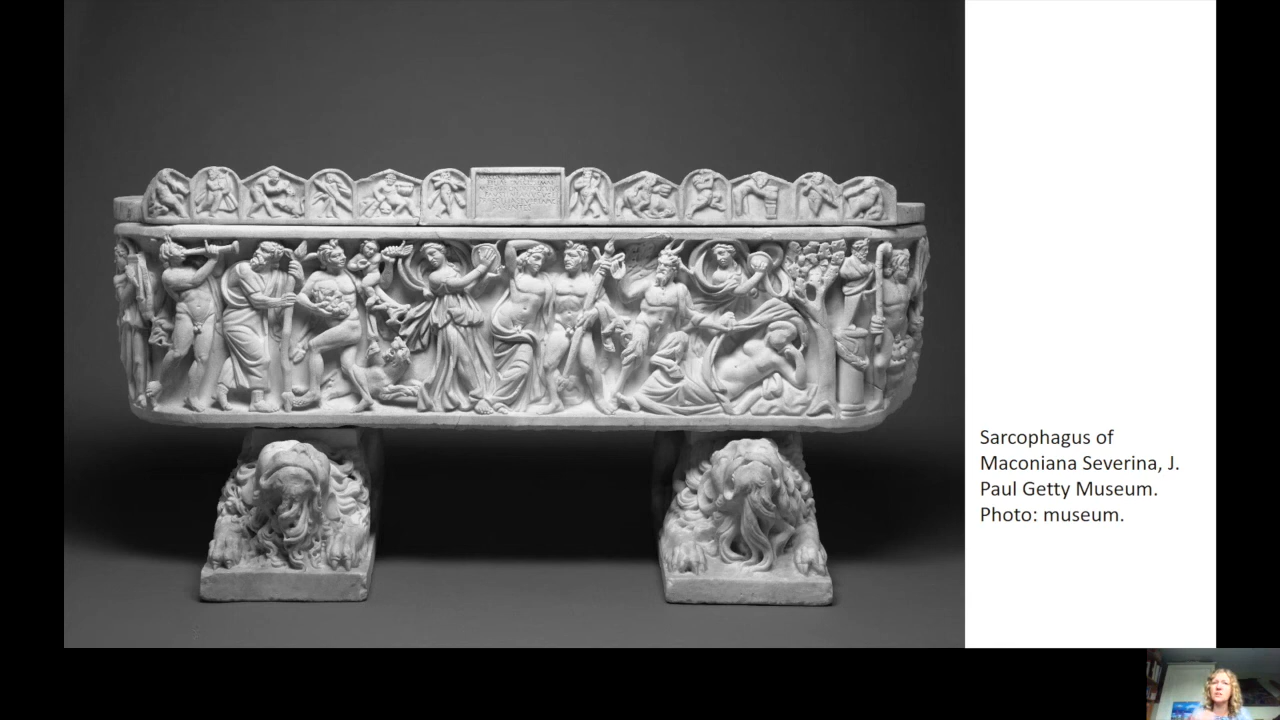 Sarcophagus of
Maconiana Severina, J.
Paul Getty Museum.
Photo: museum.